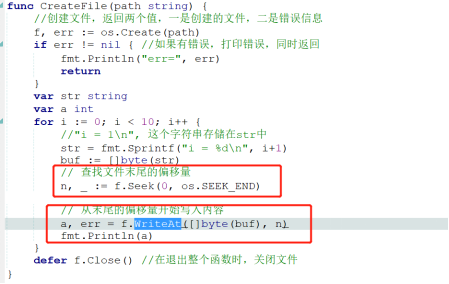 func CreateFile(path string) {
//创建文件，返回两个值，一是创建的文件，二是错误信息
f, err := os.Create(path)
if err != nil { //如果有错误，打印错误，同时返回
fmt.Println("err=", err)
return
}
var str string
var a int
for i := 0; i < 10; i++ {
//"i = 1\n", 这个字符串存储在str中
str = fmt.Sprintf("i = %d\n", i+1)
buf := []byte(str)
// 查找文件末尾的偏移量
n, _ := f.Seek(0, os.SEEK_END)
// 从末尾的偏移量开始写入内容
a, err = f.WriteAt([]byte(buf), n)
fmt.Println(a)
}
defer f.Close() //在退出整个函数时，关闭文件
}